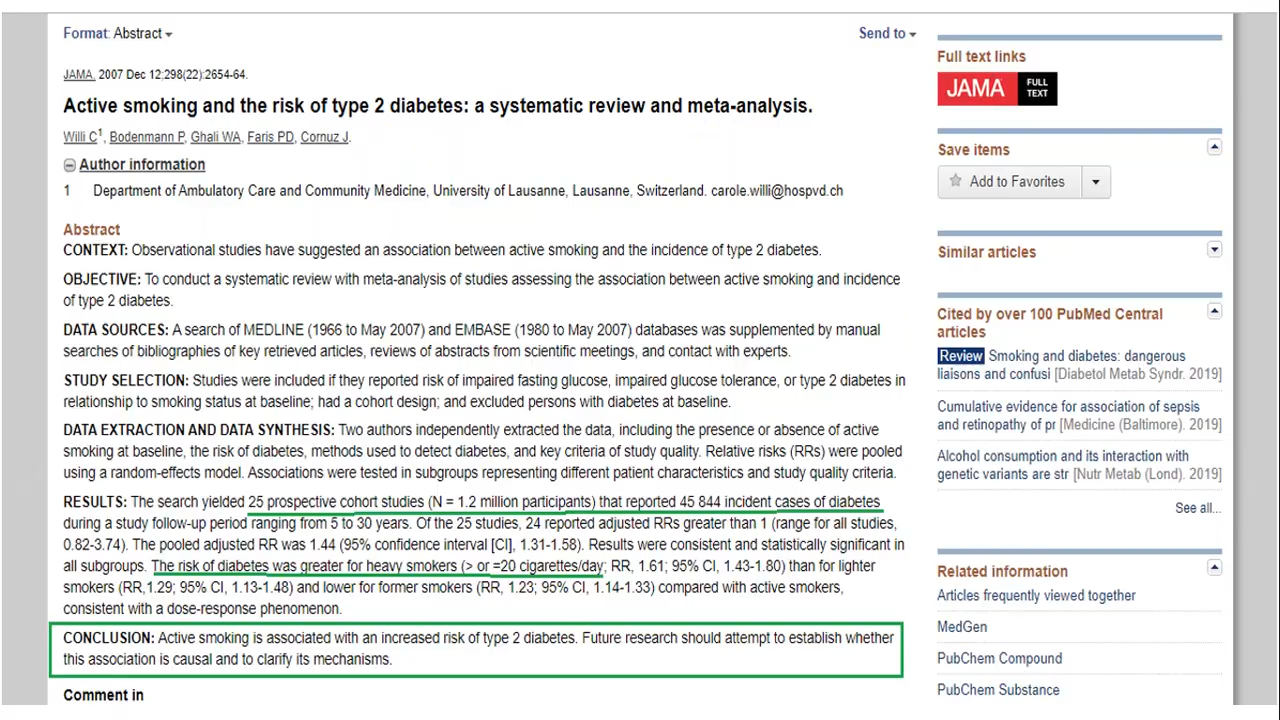 Format: Abstract
Send to
JAMA. 2007 Dec 12;298(22):2654-64.
Active smoking and the risk of type 2 diabetes: a systematic review and meta-analysis.
Willi C1, Bodenmann P, Ghali WA, Faris PD, Cornuz J.
Author information
1 Department of Ambulatory Care and Community Medicine, University of Lausanne, Lausanne, Switzerland. carole.willi@hospvd.ch
Abstract
CONTEXT: Observational studies have suggested an association between active smoking and the incidence of type 2 diabetes.
OBJECTIVE: To conduct a systematic review with meta-analysis of studies assessing the association between active smoking and incidence
of type 2 diabetes.
DATA SOURCES: A search of MEDLINE (1966 to May 2007) and EMBASE (1980 to May 2007) databases was supplemented by manual
searches of bibliographies of key retrieved articles, reviews of abstracts from scientific meetings, and contact with experts.
STUDY SELECTION: Studies were included if they reported risk of impaired fasting glucose, impaired glucose tolerance, or type 2 diabetes in
relationship to smoking status at baseline; had a cohort design; and excluded persons with diabetes at baseline.
DATA EXTRACTION AND DATA SYNTHESIS: Two authors independently extracted the data, including the presence or absence of active
smoking at baseline, the risk of diabetes, methods used to detect diabetes, and key criteria of study quality. Relative risks (RRs) were pooled
using a random-effects model. Associations were tested in subgroups representing different patient characteristics and study quality criteria.
RESULTS: The search yielded 25 prospective cohort studies (N = 1.2 million participants) that reported 45 844 incident cases of diabetes
during a study follow-up period ranging from 5 to 30 years. Of the 25 studies, 24 reported adjusted RRs greater than 1 (range for all studies,
0.82-3.74). The pooled adjusted RR was 1.44 (95% confidence interval [CI], 1.31-1.58). Results were consistent and statistically significant in
all subgroups. The risk of diabetes was greater for heavy smokers (> or =20 cigarettes/day; RR, 1.61; 95% CI, 1.43-1.80) than for lighter
smokers (RR,1.29; 95% CI, 1.13-1.48) and lower for former smokers (RR, 1.23; 95% CI, 1.14-1.33) compared with active smokers,
consistent with a dose-response phenomenon.
CONCLUSION: Active smoking is associated with an increased risk of type 2 diabetes. Future research should attempt to establish whether
this association is causal and to clarify its mechanisms.
Comment in
Full text links
JAMA FULL
TEXT
Save items
Add to Favorites
Similar articles
Cited by over 100 PubMed Central
articles
Review Smoking and diabetes: dangerous
liaisons and confusi [Diabetol Metab Syndr. 2019]
Cumulative evidence for association of sepsis
and retinopathy of pr [Medicine (Baltimore). 2019]
Alcohol consumption and its interaction with
genetic variants are str [Nutr Metab (Lond). 2019]
See all...
Related information
Articles frequently viewed together
MedGen
PubChem Compound
PubChem Substance